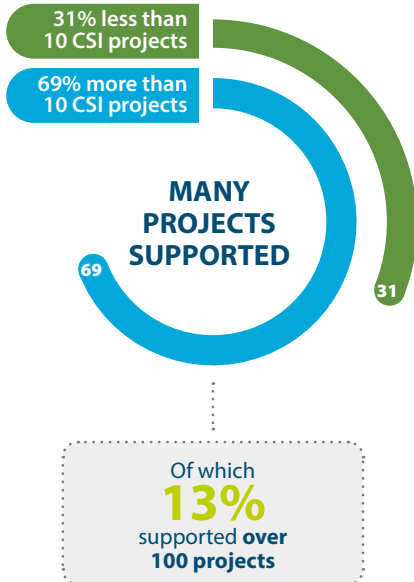 31% less than
10 CSI projects
69% more than
10 CSI projects
MANY
PROJECTS
SUPPORTED
69
31
Of which
13%
supported over
100 projects